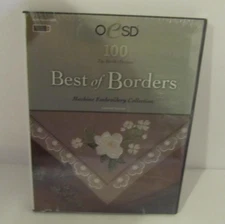 OESD
100
Best of Borders
Machine Embroidery Collection